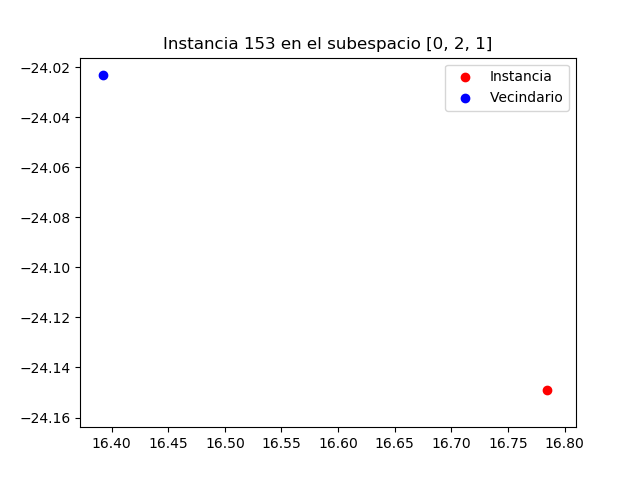 Instancia 153 en el subespacio [0, 2, 1]
Instancia
Vecindario
−24.02
−24.04
−24.06
−24.08
−24.10
−24.12
−24.14
−24.16
16.40 16.45 16.50 16.55 16.60 16.65 16.70 16.75 16.80